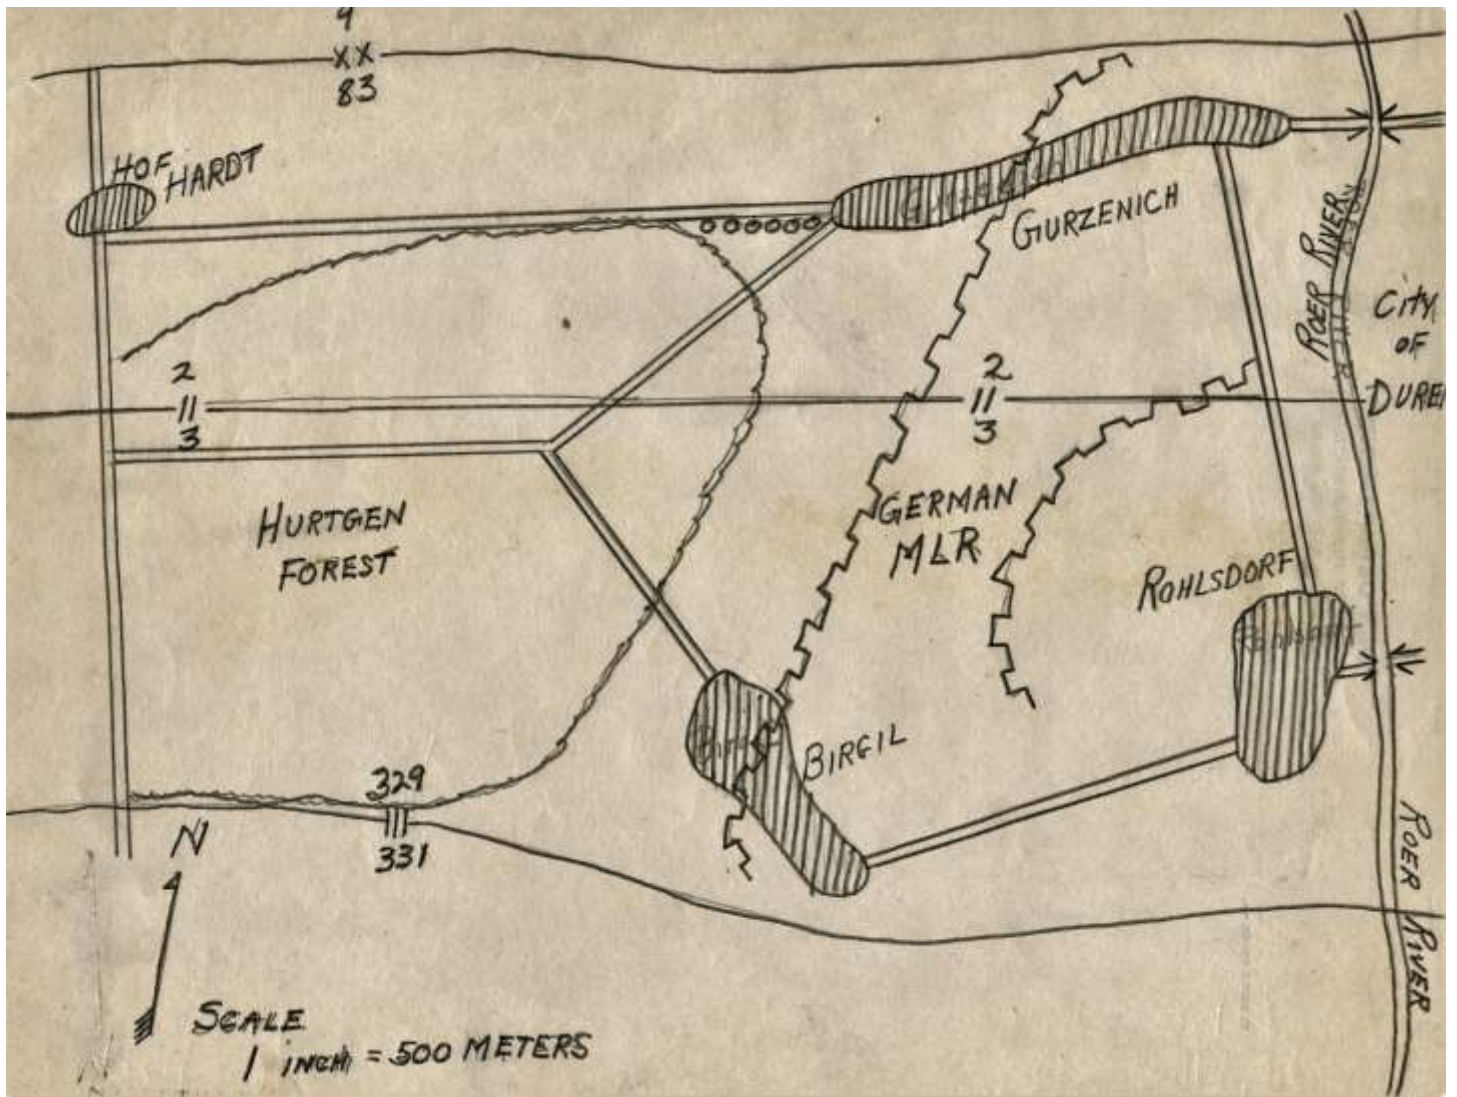 9
XX
83
HOF
HARDT
GURZENICH
ROER RIVER
CITY
OF
DURE
2
II
3
2
II
3
HURTGEN
FOREST
GERMAN
MLR
ROHLSDORF
BIRGIL
329
III
331
N
ROER RIVER
SCALE
1 INCH = 500 METERS